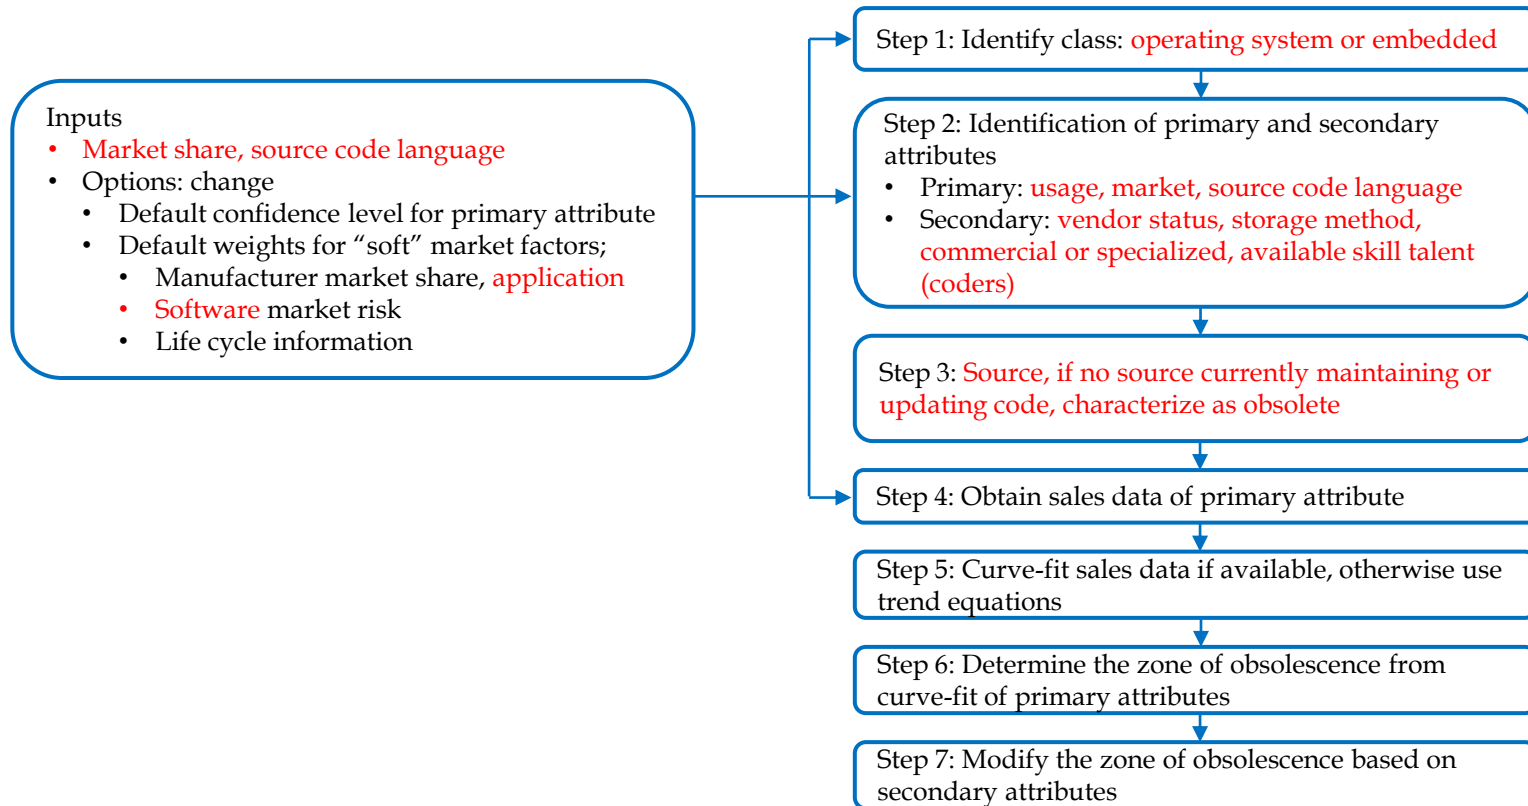 Inputs
• Market share, source code language
• Options: change
• Default confidence level for primary attribute
• Default weights for “soft” market factors;
• Manufacturer market share, application
• Software market risk
• Life cycle information
Step 1: Identify class: operating system or embedded
Step 2: Identification of primary and secondary
attributes
• Primary: usage, market, source code language
• Secondary: vendor status, storage method,
commercial or specialized, available skill talent
(coders)
Step 3: Source, if no source currently maintaining or
updating code, characterize as obsolete
Step 4: Obtain sales data of primary attribute
Step 5: Curve-fit sales data if available, otherwise use
trend equations
Step 6: Determine the zone of obsolescence from
curve-fit of primary attributes
Step 7: Modify the zone of obsolescence based on
secondary attributes